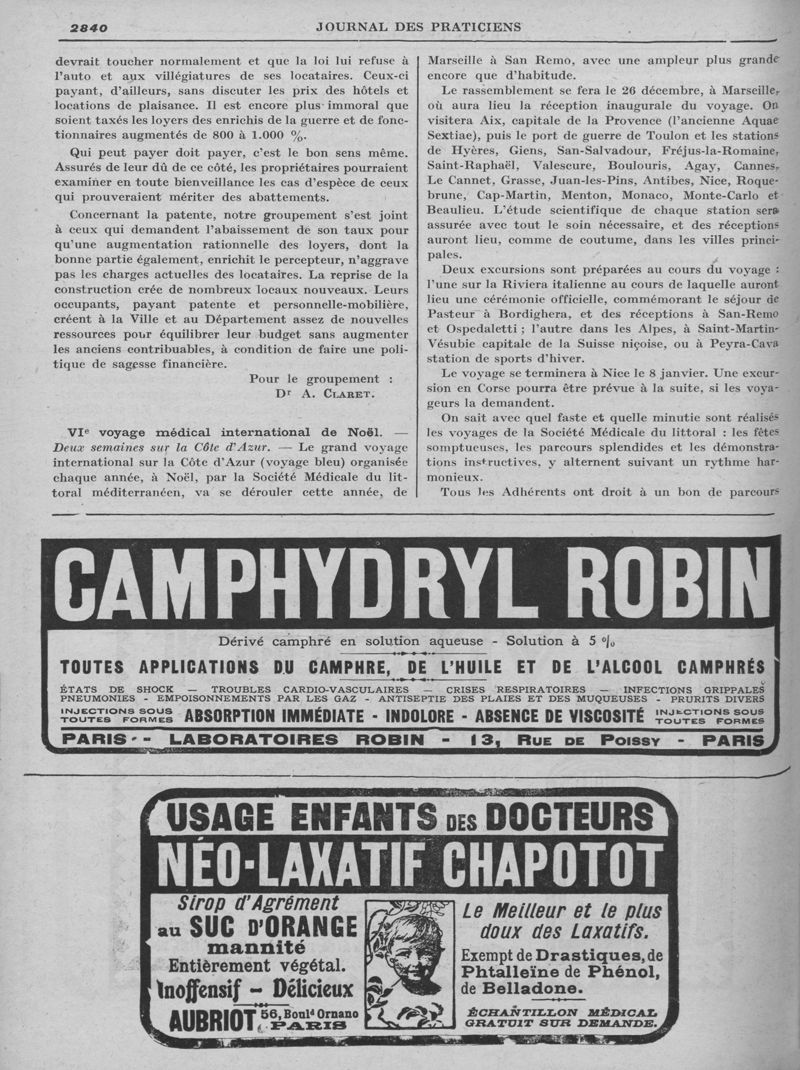 2840
JOURNAL DES PRATICIENS
devrait toucher normalement et que la loi lui refuse à
l'auto et aux villégiatures de ses locataires. Ceux-ci
payant, d'ailleurs, sans discuter les prix des hôtels et
locations de plaisance. Il est encore plus immoral que
soient taxés les loyers des enrichis de la guerre et de fonc-
tionnaires augmentés de 800 à 1.000 %.
Qui peut payer doit payer, c'est le bon sens même.
Assurés de leur dû de ce côté, les propriétaires pourraient
examiner en toute bienveillance les cas d'espèce de ceux
qui prouveraient mériter des abattements.
Concernant la patente, notre groupement s'est joint
à ceux qui demandent l'abaissement de son taux pour
qu'une augmentation rationnelle des loyers, dont la
bonne partie également, enrichit le percepteur, n'aggrave
pas les charges actuelles des locataires. La reprise de la
construction crée de nombreux locaux nouveaux. Leurs
occupants, payant patente et personnelle-mobilière,
créent à la Ville et au Département assez de nouvelles
ressources pour équilibrer leur budget sans augmenter
les anciens contribuables, à condition de faire une poli-
tique de sagesse financière.
Pour le groupement :
Dr A. CLARET.
VIe voyage médical international de Noël. —
Deux semaines sur la Côte d'Azur. — Le grand voyage
international sur la Côte d'Azur (voyage bleu) organisée
chaque année, à Noël, par la Société Médicale du lit-
toral méditerranéen, va se dérouler cette année, de
Marseille à San Remo, avec une ampleur plus grande
encore que d'habitude.
Le rassemblement se fera le 26 décembre, à Marseille,
où aura lieu la réception inaugurale du voyage. On
visitera Aix, capitale de la Provence (l'ancienne Aquae
Sextiae), puis le port de guerre de Toulon et les stations
de Hyères, Giens, San-Salvadour, Fréjus-la-Romaine,
Saint-Raphaël, Valescure, Boulouris, Agay, Cannes,
Le Cannet, Grasse, Juan-les-Pins, Antibes, Nice, Roque-
brune, Cap-Martin, Menton, Monaco, Monte-Carlo et
Beaulieu. L'étude scientifique de chaque station sera
assurée avec tout le soin nécessaire, et des réceptions
auront lieu, comme de coutume, dans les villes princi-
pales.
Deux excursions sont préparées au cours du voyage :
l'une sur la Riviera italienne au cours de laquelle auront
lieu une cérémonie officielle, commémorant le séjour de
Pasteur à Bordighera, et des réceptions à San-Remo
et Ospedaletti ; l'autre dans les Alpes, à Saint-Martin-
Vésubie capitale de la Suisse niçoise, ou à Peyra-Cava
station de sports d'hiver.
Le voyage se terminera à Nice le 8 janvier. Une excur-
sion en Corse pourra être prévue à la suite, si les voya-
geurs la demandent.
On sait avec quel faste et quelle minutie sont réalisés
les voyages de la Société Médicale du littoral : les fêtes
somptueuses, les parcours splendides et les démonstra-
tions instructives, y alternent suivant un rythme har-
monieux.
Tous les Adhérents ont droit à un bon de parcours
CAMPHYDRYL ROBIN
Dérivé camphré en solution aqueuse - Solution à 5 %
TOUTES APPLICATIONS DU CAMPHRE, DE L'HUILE ET DE L'ALCOOL CAMPHRÉS
ÉTATS DE SHOCK — TROUBLES CARDIO-VASCULAIRES — CRISES RESPIRATOIRES — INFECTIONS GRIPPALES
PNEUMONIES - EMPOISONNEMENTS PAR LES GAZ - ANTISEPTIE DES PLAIES ET DES MUQUEUSES - PRURITS DIVERS
INJECTIONS SOUS TOUTES FORMES ABSORPTION IMMÉDIATE - INDOLORE - ABSENCE DE VISCOSITÉ INJECTIONS SOUS TOUTES FORMES
PARIS - LABORATOIRES ROBIN - 13, RUE DE POISSY - PARIS
USAGE ENFANTS DES DOCTEURS
NÉO-LAXATIF CHAPOTOT
Sirop d'Agrément
au SUC D'ORANGE
mannité
Entièrement végétal.
Inoffensif - Délicieux
AUBRIOT 56, Bould Ornano
PARIS
Le Meilleur et le plus
doux des Laxatifs.
Exempt de Drastiques, de
Phtalleïne de Phénol,
de Belladone.
ÉCHANTILLON MÉDICAL
GRATUIT SUR DEMANDE.